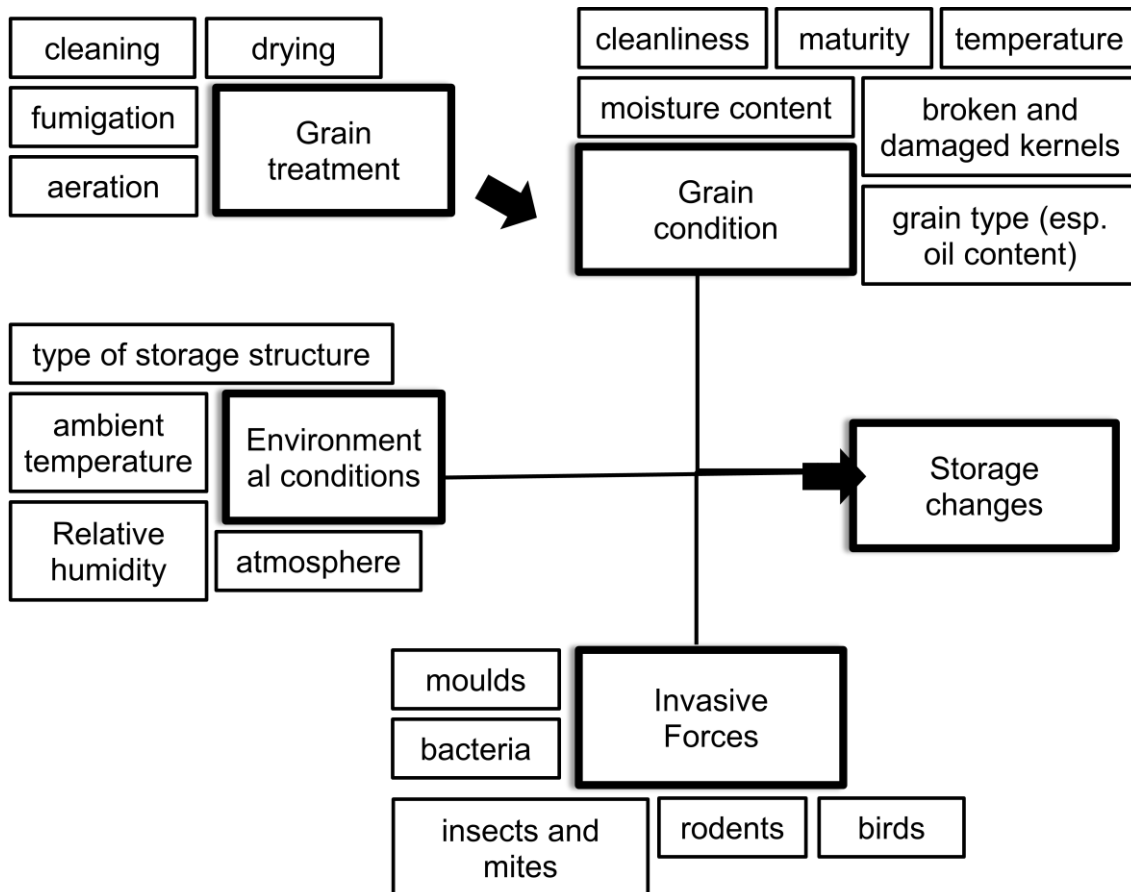 cleaning
drying
fumigation
aeration
Grain
treatment
cleanliness
maturity
temperature
moisture content
broken and
damaged kernels
Grain
condition
grain type (esp.
oil content)
type of storage structure
ambient
temperature
Environment
al conditions
Relative
humidity
atmosphere
Storage
changes
moulds
bacteria
Invasive
Forces
insects and
mites
rodents
birds